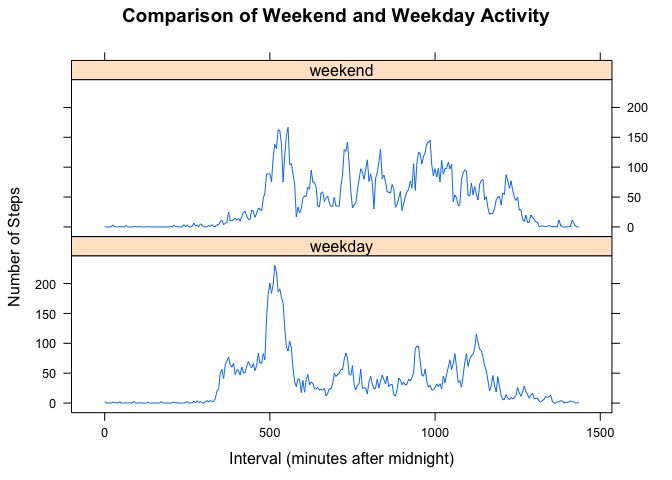 Comparison of Weekend and Weekday Activity
weekend
200
150
100
50
0
weekday
200
150
100
50
0
Number of Steps
0 500 1000 1500
Interval (minutes after midnight)